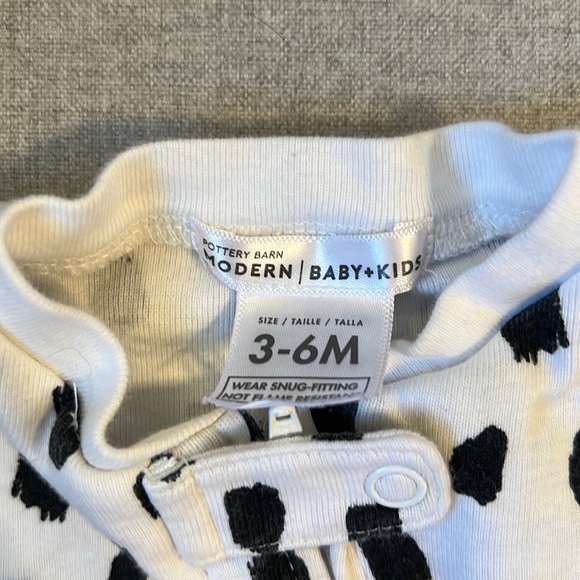 POTTERY BARN
MODERN | BABY+KIDS
SIZE / TAILLE / TALLA
3-6M
WEAR SNUG-FITTING
NOT FLAME RESISTANT